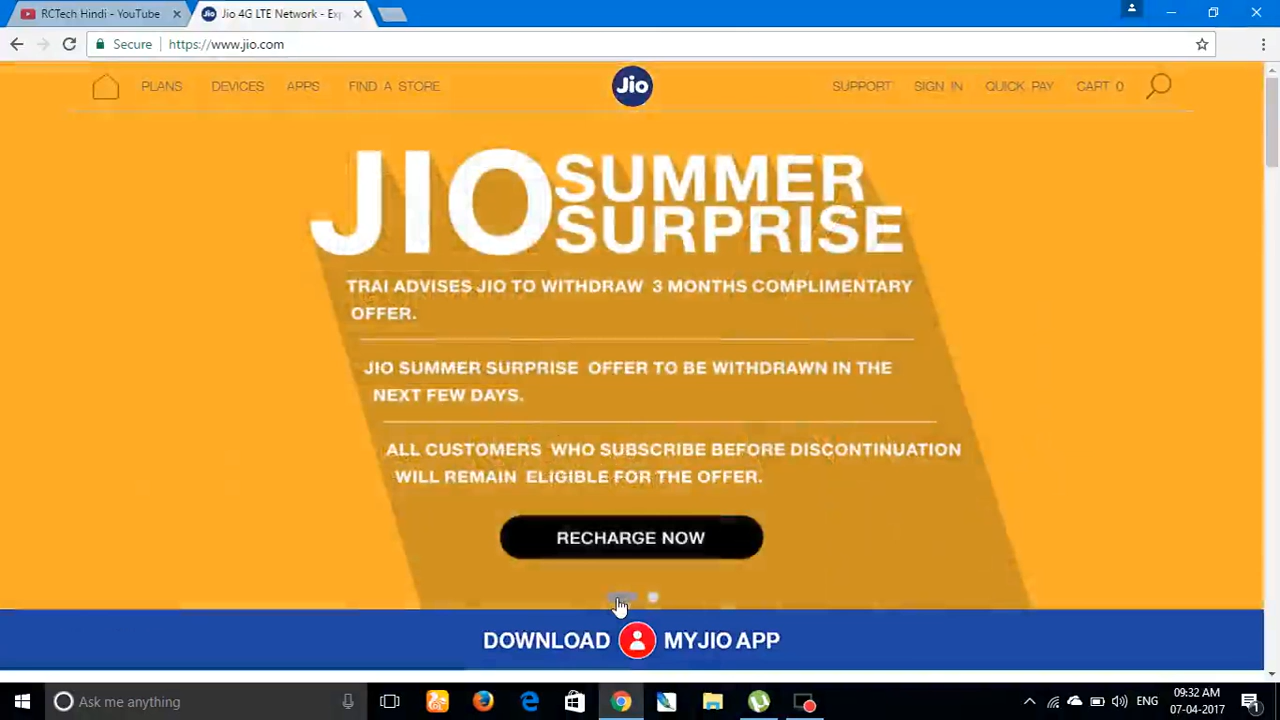 RCTech Hindi - YouTube
Jio 4G LTE Network - Exp
Secure https://www.jio.com
PLANS DEVICES APPS FIND A STORE Jio SUPPORT SIGN IN QUICK PAY CART 0
JIO SUMMER SURPRISE
TRAI ADVISES JIO TO WITHDRAW 3 MONTHS COMPLIMENTARY
OFFER.
JIO SUMMER SURPRISE OFFER TO BE WITHDRAWN IN THE
NEXT FEW DAYS.
ALL CUSTOMERS WHO SUBSCRIBE BEFORE DISCONTINUATION
WILL REMAIN ELIGIBLE FOR THE OFFER.
RECHARGE NOW
DOWNLOAD MYJIO APP
Ask me anything
ENG
09:32 AM
07-04-2017